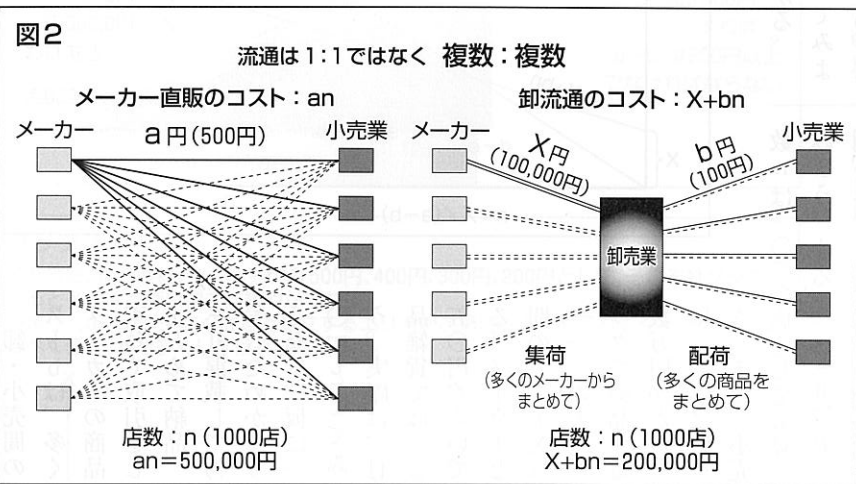 図2
流通は1:1ではなく 複数:複数
メーカー直販のコスト:an
メーカー
a円(500円)
小売業
店数:n(1000店)
an=500,000円
卸流通のコスト:X+bn
メーカー
X円
(100,000円)
b円
(100円)
小売業
卸売業
集荷
(多くのメーカーから
まとめて)
配荷
(多くの商品を
まとめて)
店数:n(1000店)
X+bn=200,000円